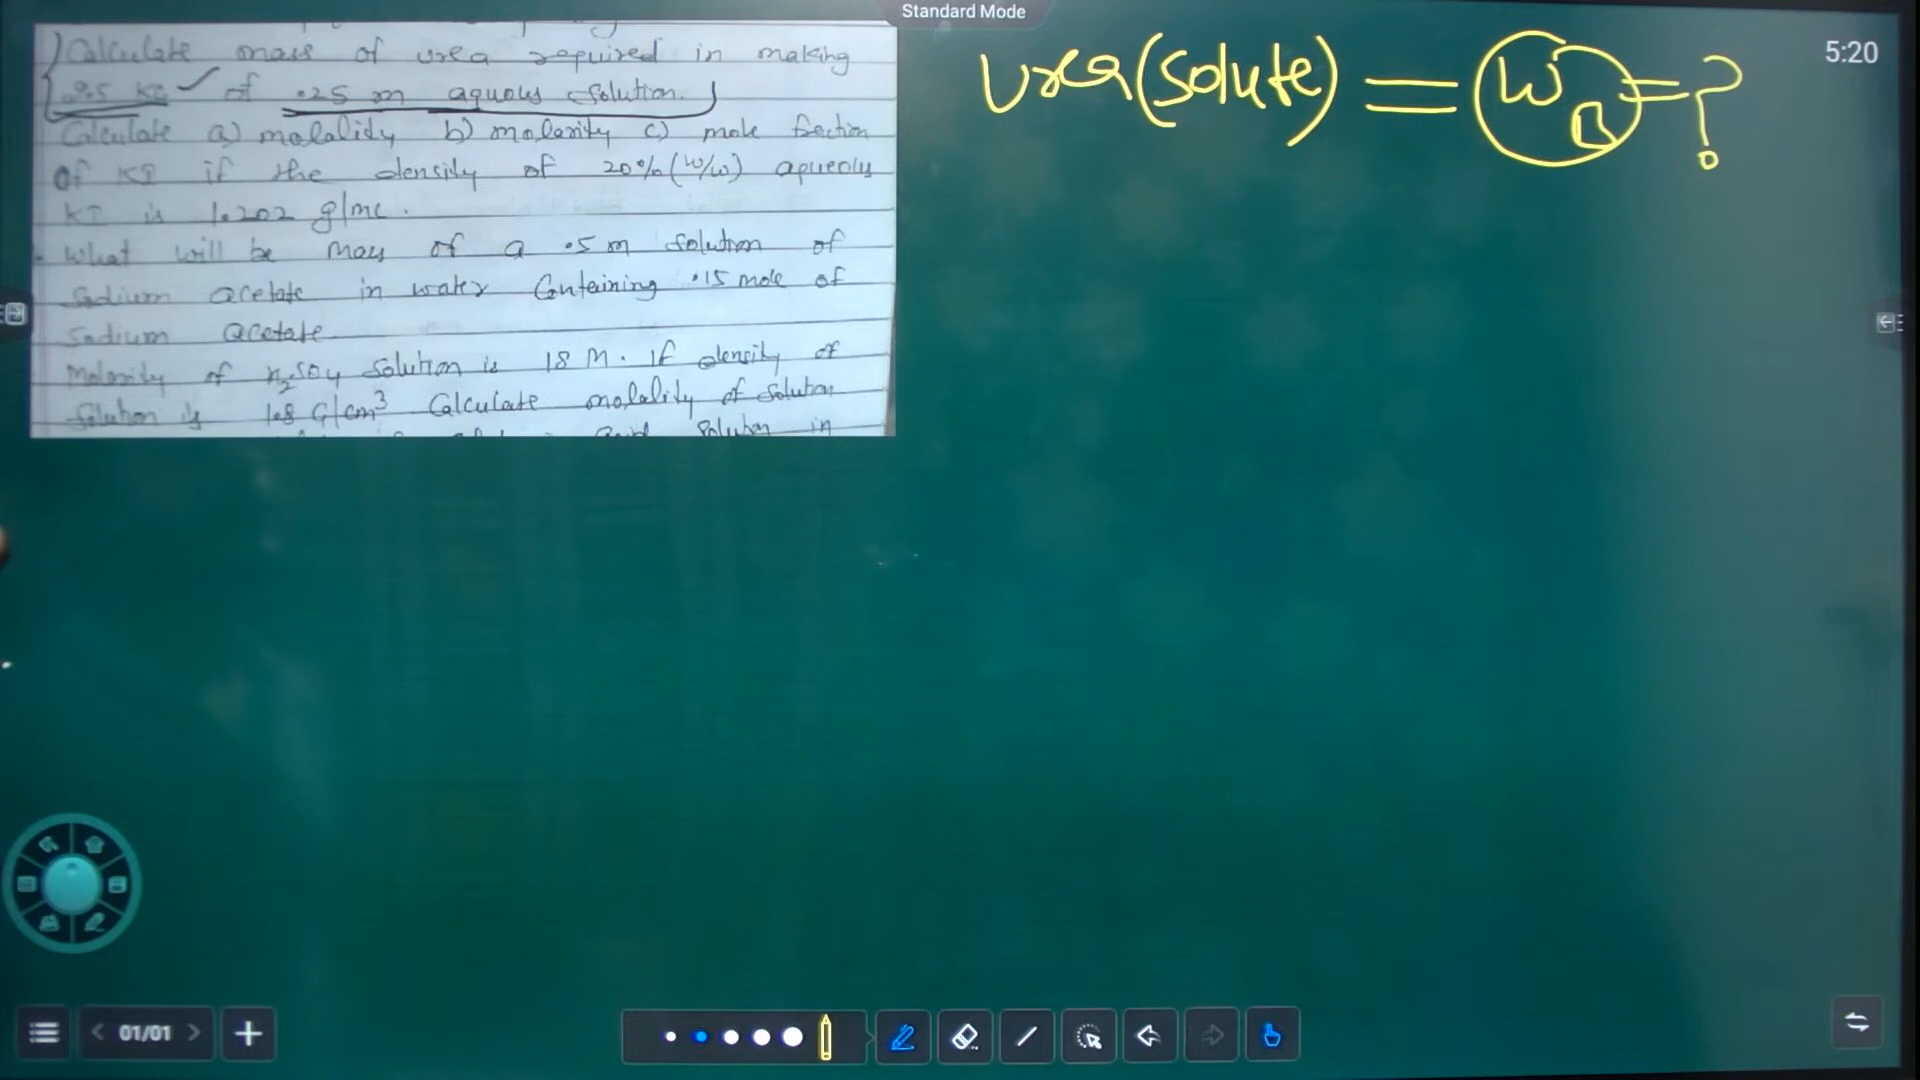 Standard Mode
5:20
Calculate mass of urea required in making
2.5 KG of .25 m aquous solution.
Calculate a) molality b) molarity c) mole fraction
of KI if the density of 20% (w/w) aqueous
KI is 1.202 g/mL.
What will be mass of a .5 m solution of
Sodium acetate in water Containing .15 mole of
Sodium acetate
Molarity of H2SO4 solution is 18 M. If density of
solution is 1.8 G/cm3 Calculate molality of solution
solution in
Urea (Solute) = WB = ?
01/01